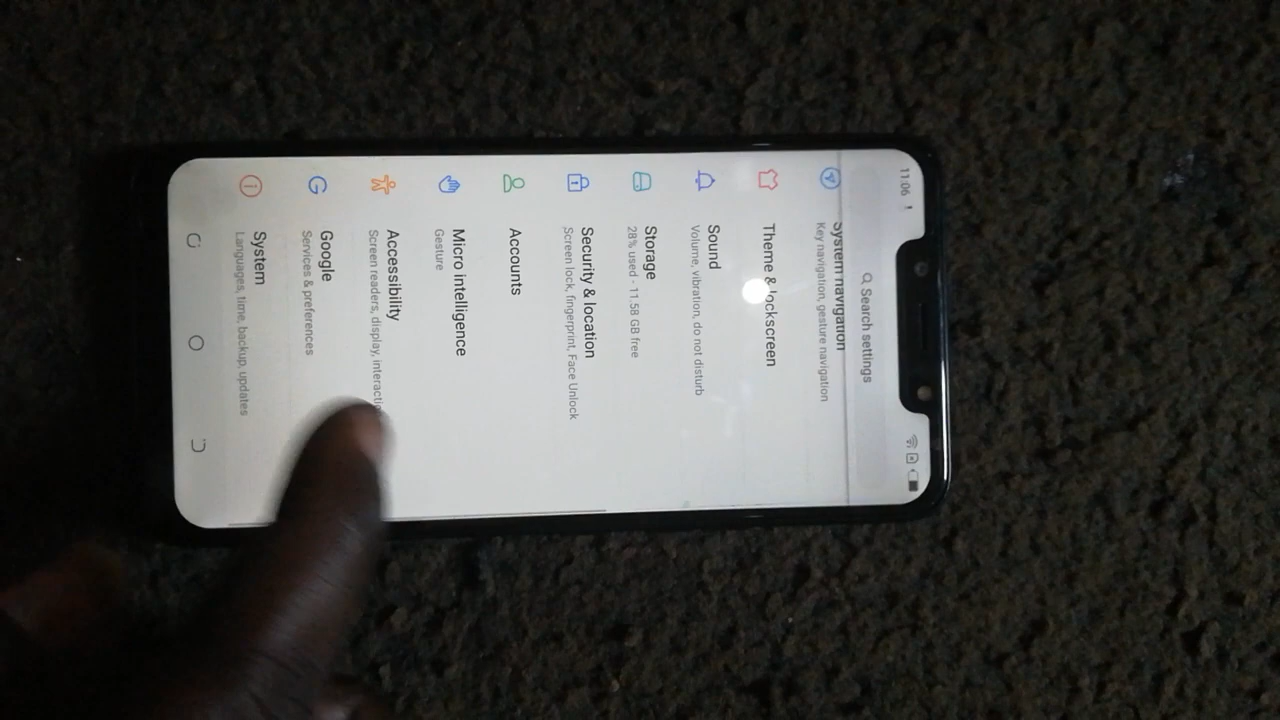 11:06 !
Search settings
System navigation
Key navigation, gesture navigation
Theme & lockscreen
Sound
Volume, vibration, do not disturb
Storage
28% used - 11.58 GB free
Security & location
Screen lock, fingerprint, Face Unlock
Accounts
Micro intelligence
Gesture
Accessibility
Screen readers, display,
Google
Services & preferences
System
Languages, time, backup, updates